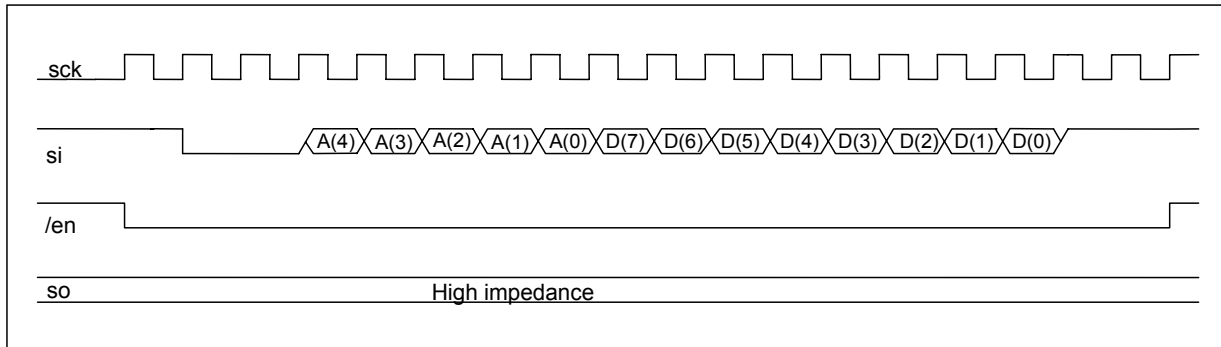 sck
si A(4) A(3) A(2) A(1) A(0) D(7) D(6) D(5) D(4) D(3) D(2) D(1) D(0)
/en
so High impedance